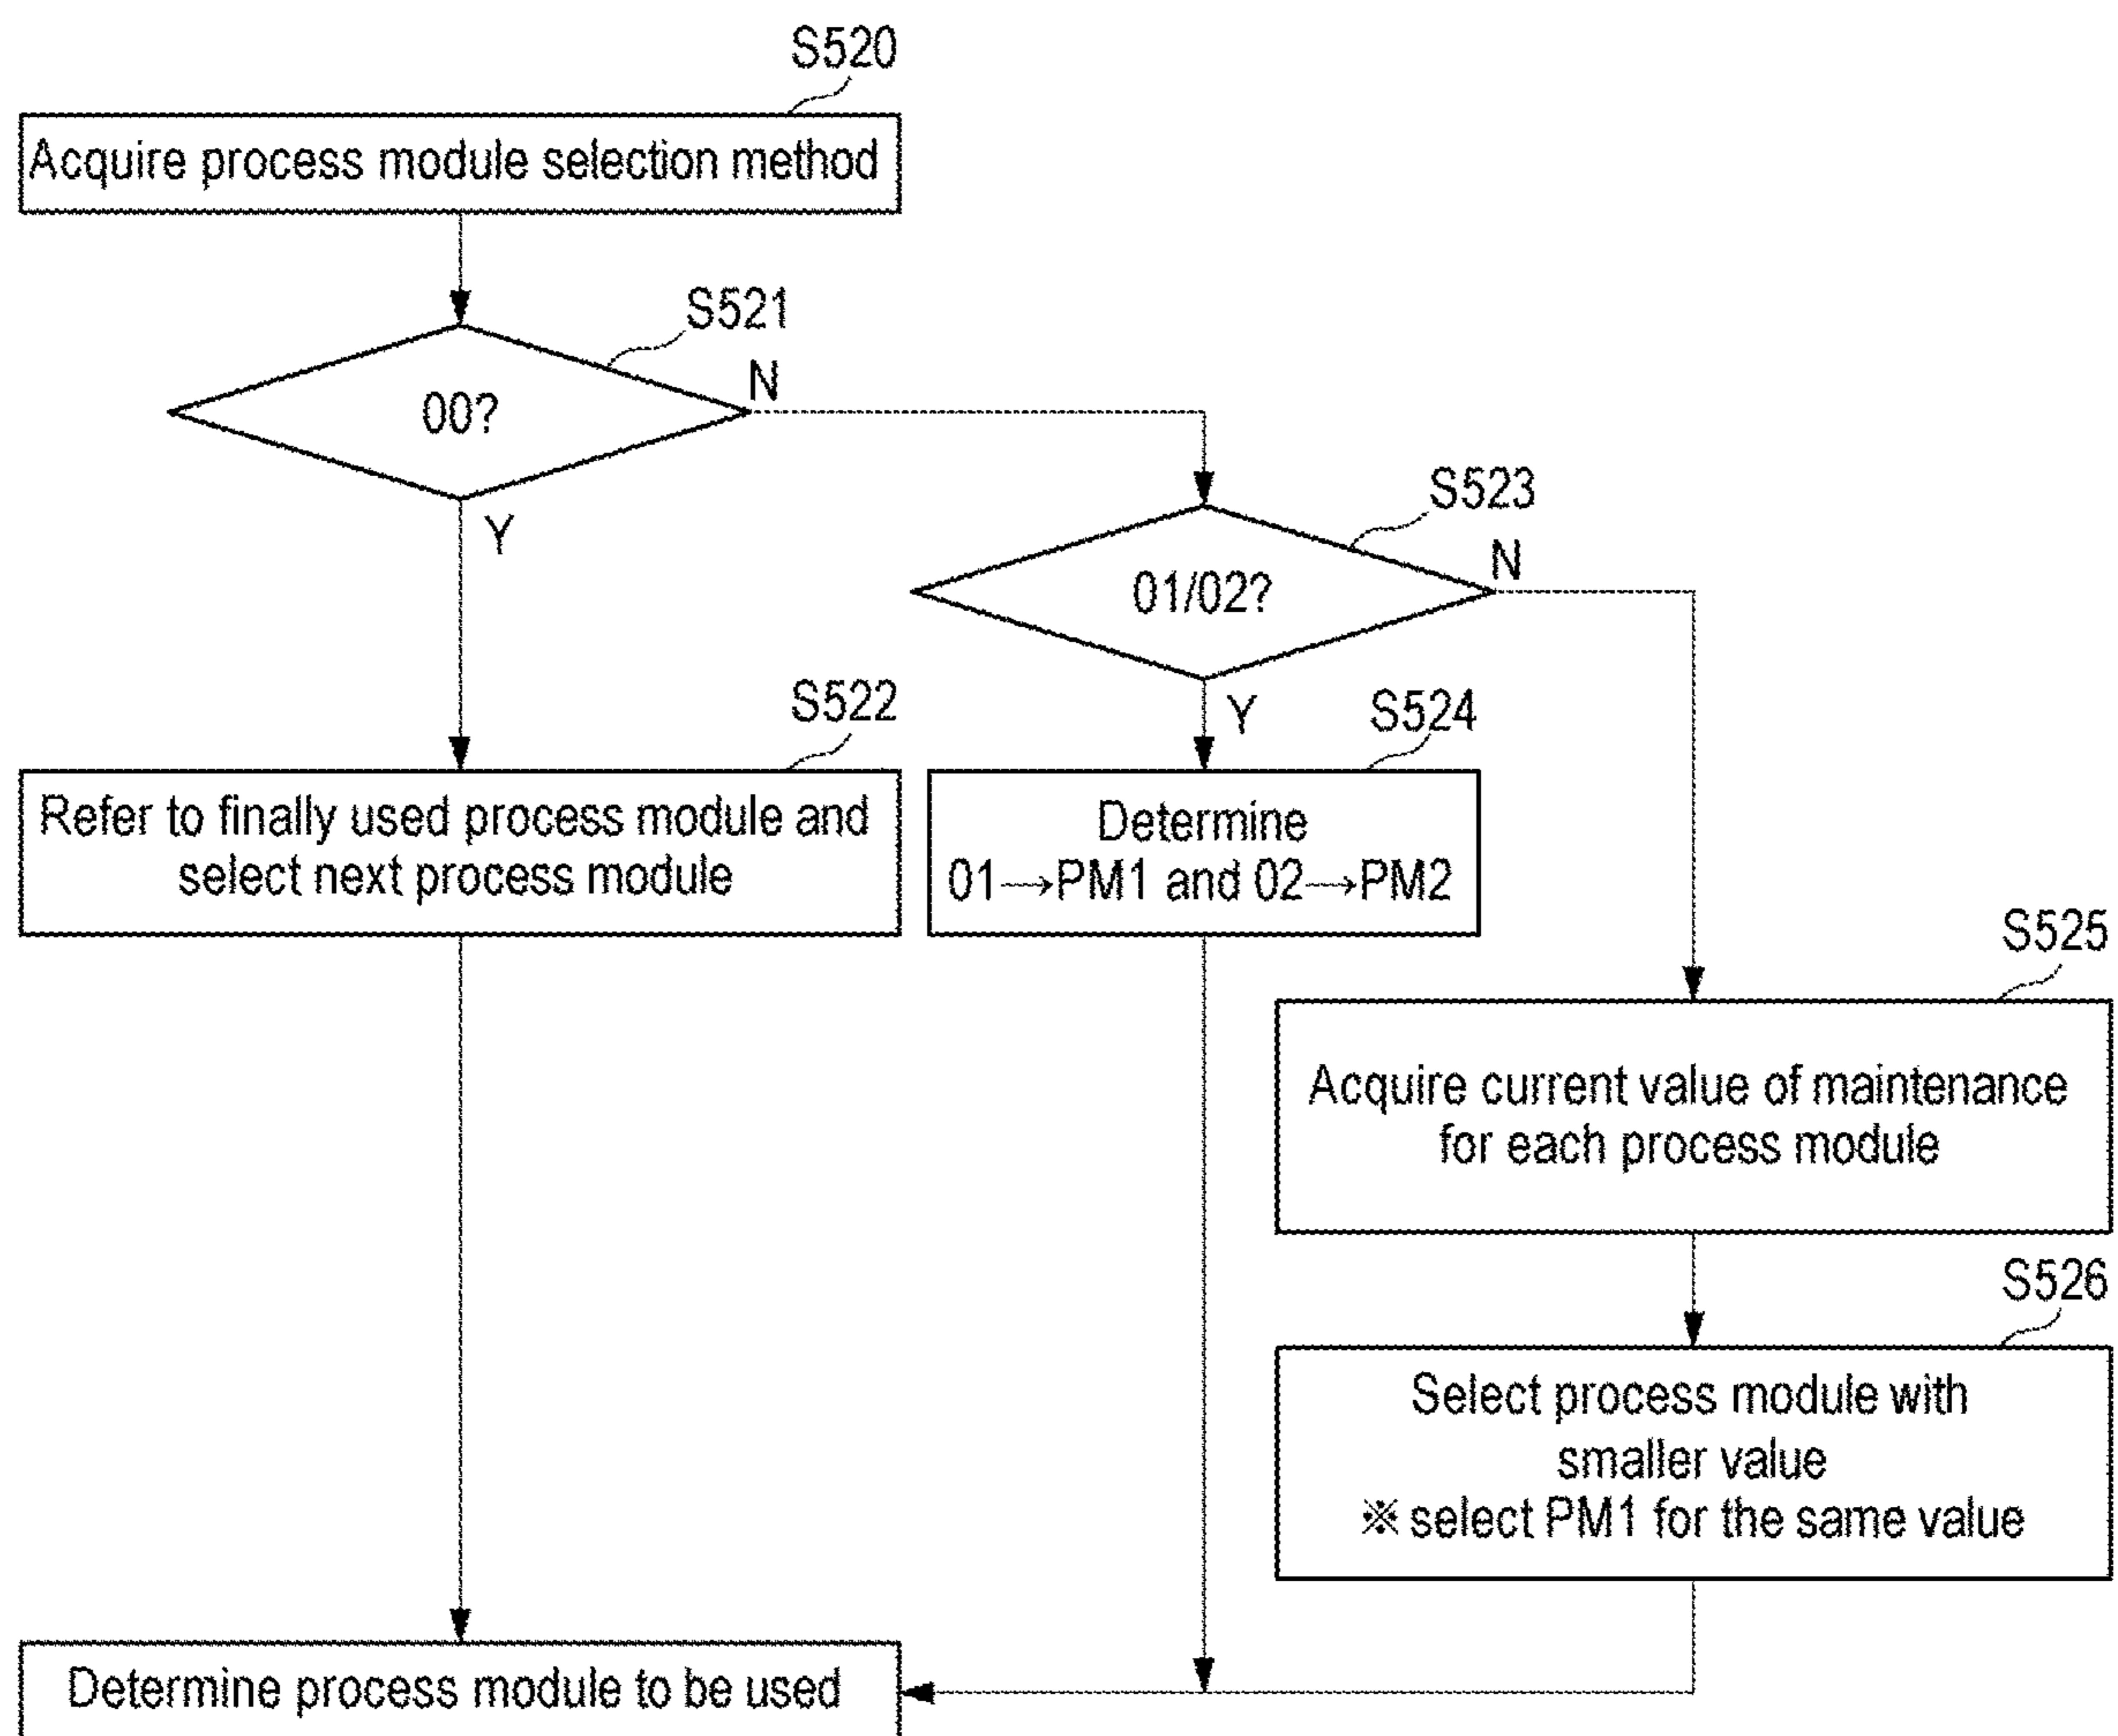 S520
Acquire process module selection method
S521
00?
N
Y
S523
01/02?
N
Y
S522
Refer to finally used process module and
select next process module
S524
Determine
01→PM1 and 02→PM2
S525
Acquire current value of maintenance
for each process module
S526
Select process module with
smaller value
※ select PM1 for the same value
Determine process module to be used